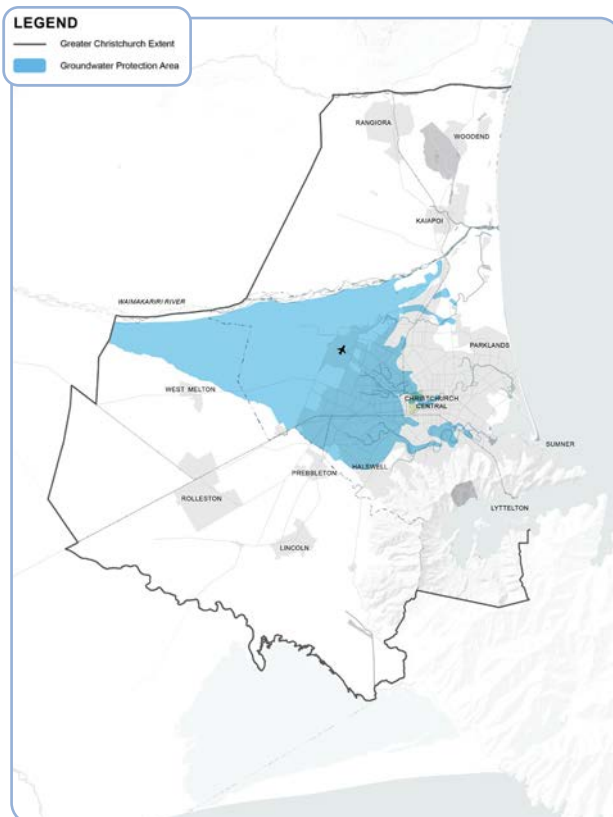 LEGEND
Greater Christchurch Extent
Groundwater Protection Area
RANGIORA
WOODEND
KAIAPOI
WAIMAKARIRI RIVER
PARKLANDS
WEST MELTON
CHRISTCHURCH
CENTRAL
SUMNER
HALSWELL
PREBBLETON
ROLLESTON
LYTTELTON
LINCOLN